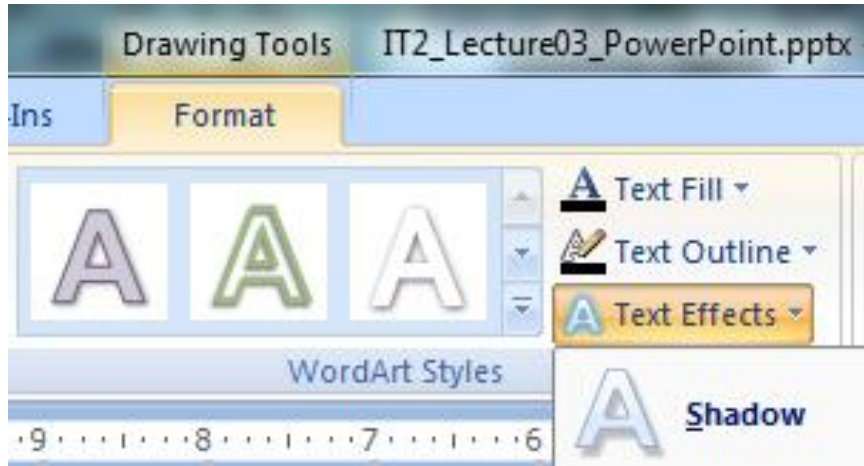 Drawing Tools IT2_Lecture03_PowerPoint.pptx
-Ins Format
A A A
A Text Fill
Text Outline
A Text Effects
WordArt Styles
A Shadow
9 8 7 6